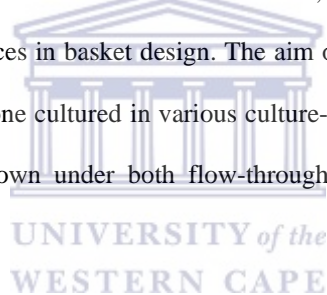 ces in basket design. The aim o
one cultured in various culture-
own under both flow-through
UNIVERSITY of the
WESTERN CAPE